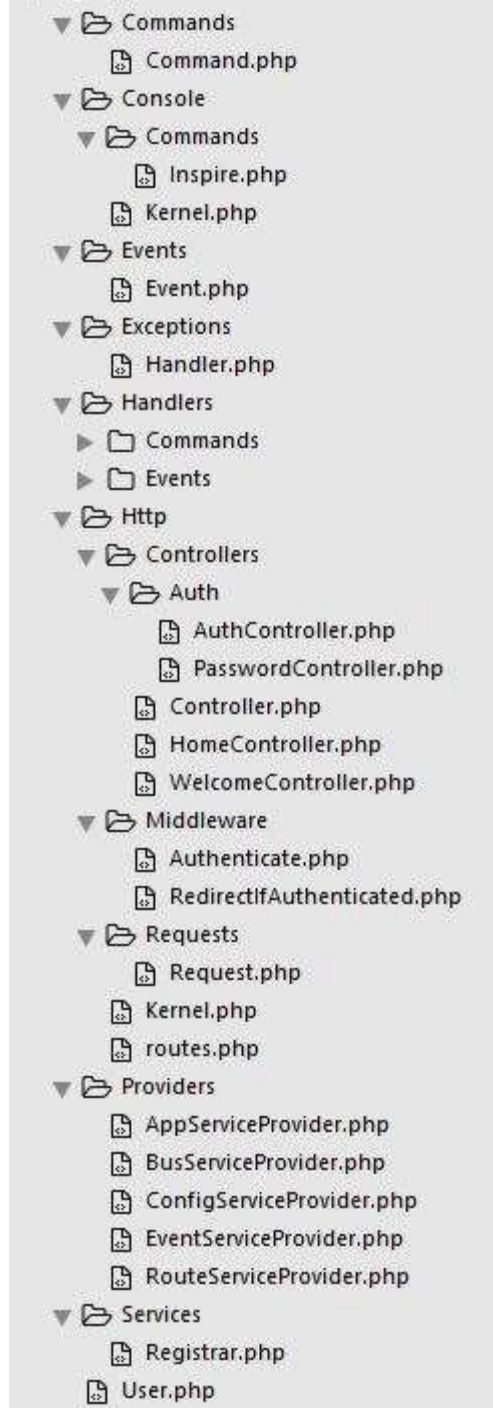 Commands
Command.php
Console
Commands
Inspire.php
Kernel.php
Events
Event.php
Exceptions
Handler.php
Handlers
Commands
Events
Http
Controllers
Auth
AuthController.php
PasswordController.php
Controller.php
HomeController.php
WelcomeController.php
Middleware
Authenticate.php
RedirectIfAuthenticated.php
Requests
Request.php
Kernel.php
routes.php
Providers
AppServiceProvider.php
BusServiceProvider.php
ConfigServiceProvider.php
EventServiceProvider.php
RouteServiceProvider.php
Services
Registrar.php
User.php